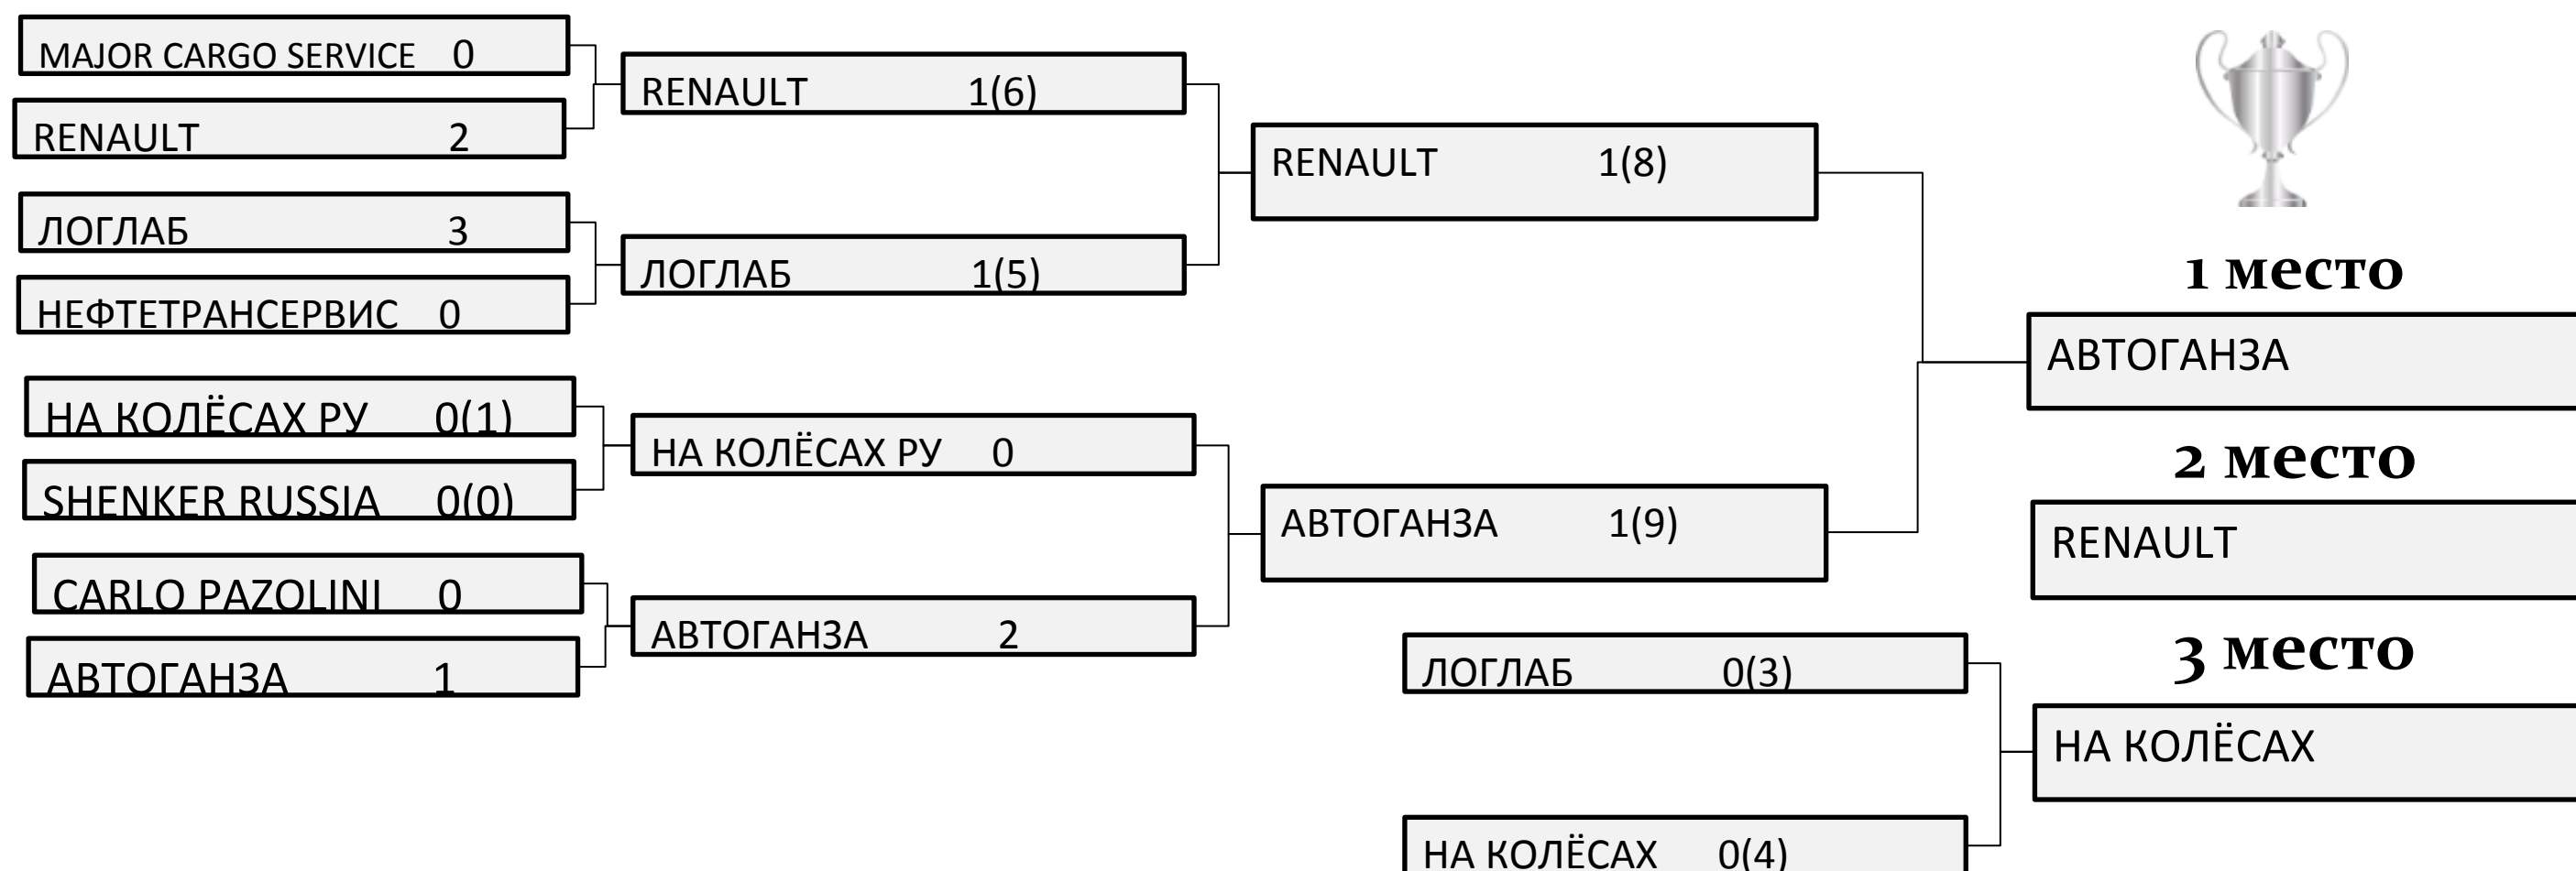 MAJOR CARGO SERVICE 0
RENAULT 2
ЛОГЛАБ 3
НЕФТЕТРАНСЕРВИС 0
НА КОЛЁСАХ РУ 0(1)
SHENKER RUSSIA 0(0)
CARLO PAZOLINI 0
АВТОГАНЗА 1
RENAULT 1(6)
ЛОГЛАБ 1(5)
НА КОЛЁСАХ РУ 0
АВТОГАНЗА 2
RENAULT 1(8)
АВТОГАНЗА 1(9)
ЛОГЛАБ 0(3)
НА КОЛЁСАХ 0(4)
1 место
АВТОГАНЗА
2 место
RENAULT
3 место
НА КОЛЁСАХ